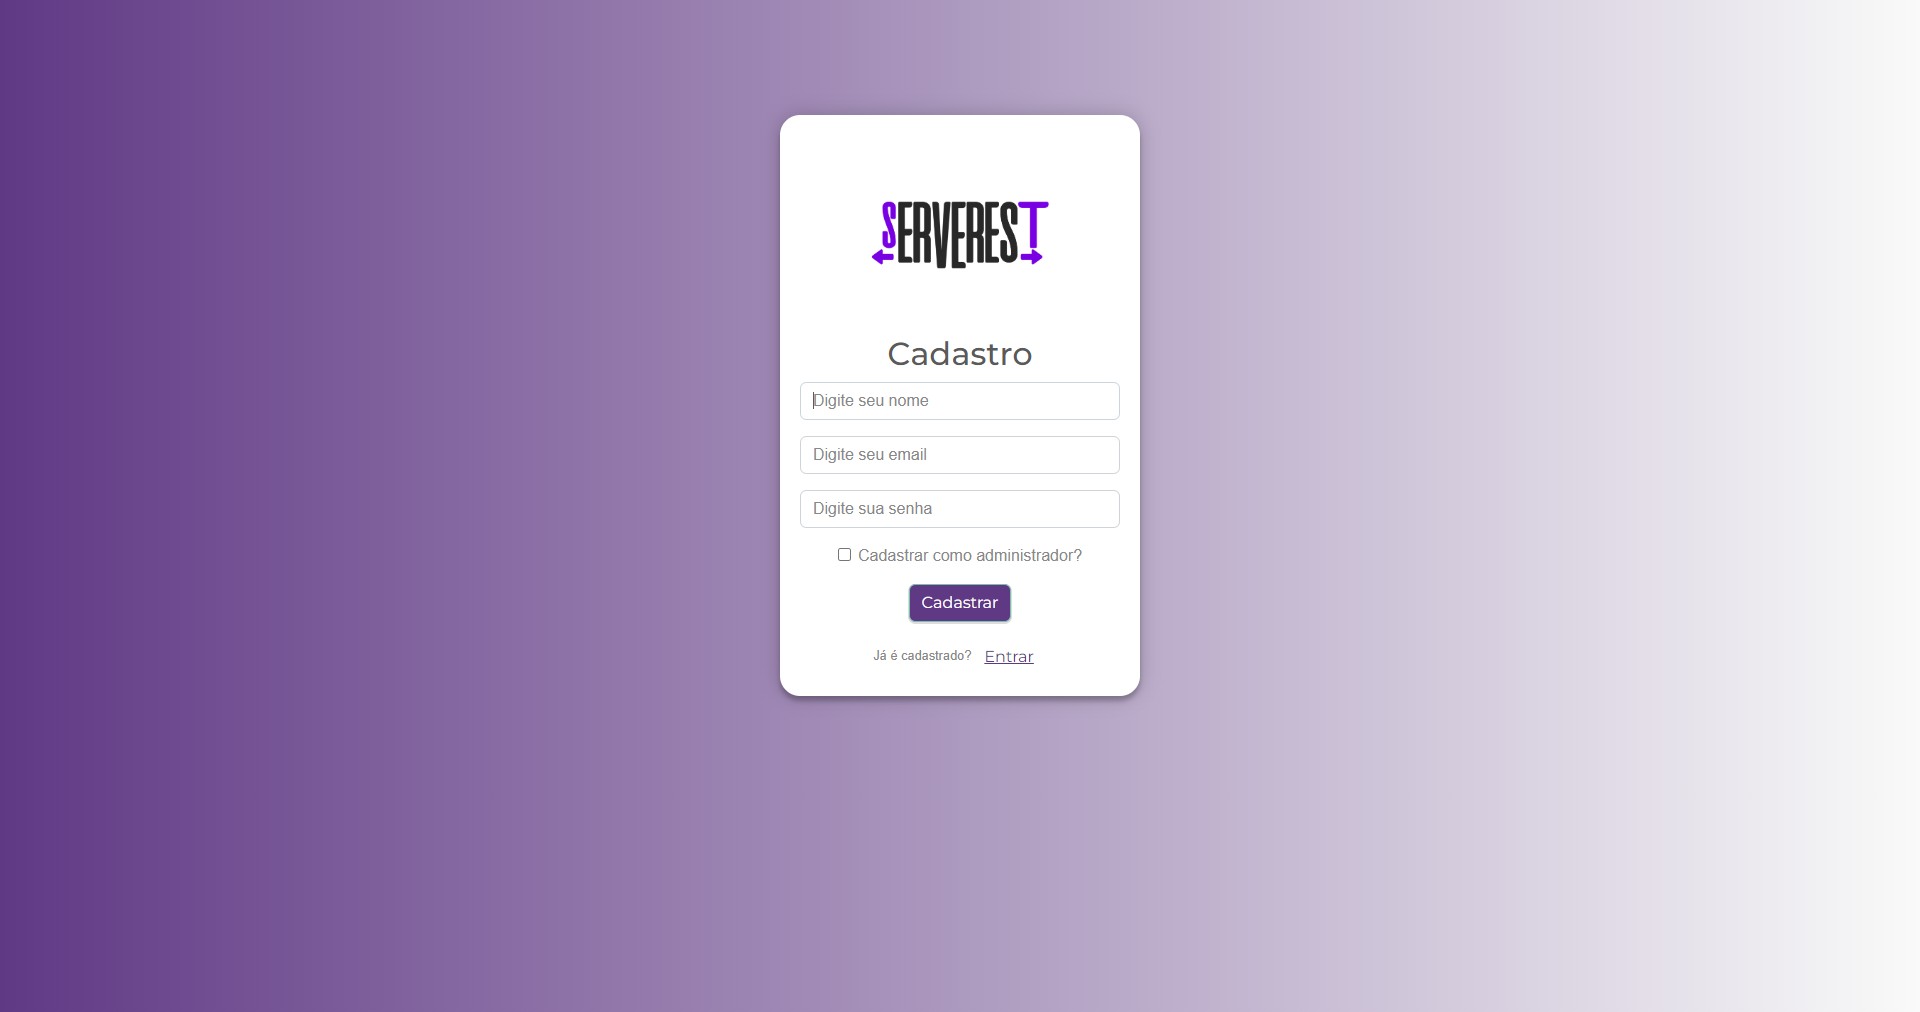 SERVEREST
Cadastro
Digite seu nome
Digite seu email
Digite sua senha
Cadastrar como administrador?
Cadastrar
Já é cadastrado? Entrar